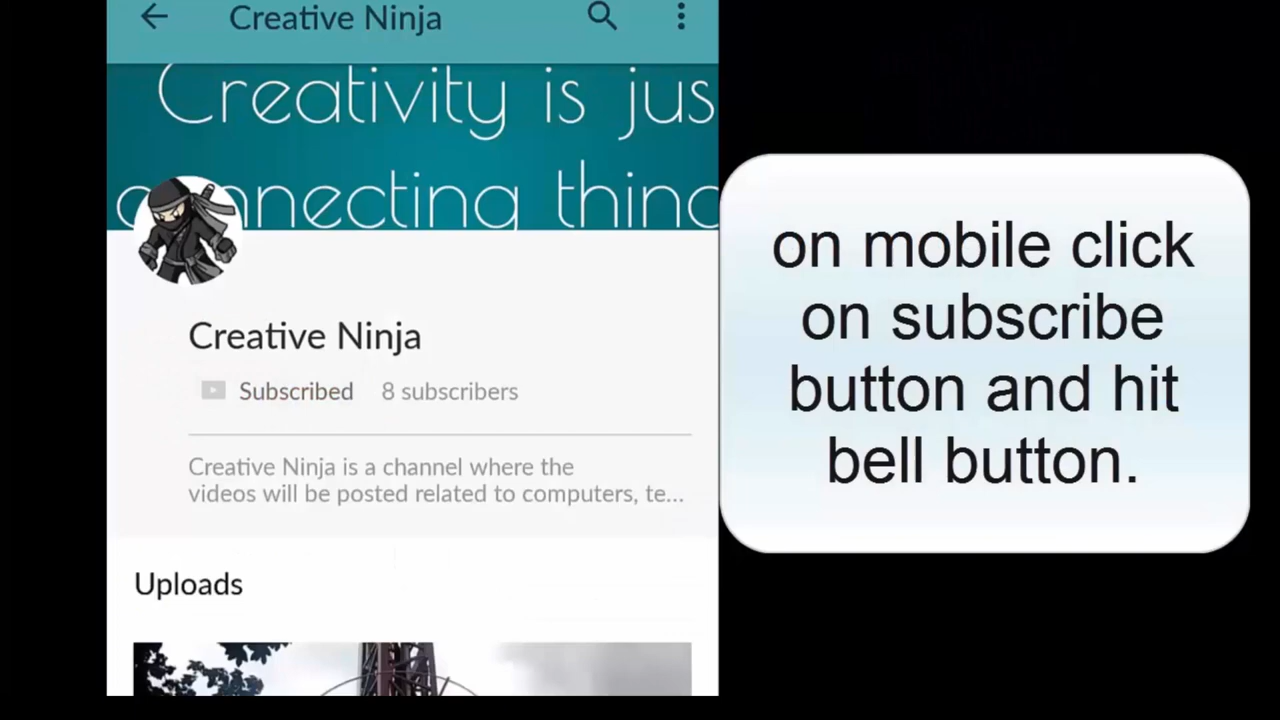 Creative Ninja
Creativity is jus
connecting thing
Creative Ninja
Subscribed 8 subscribers
Creative Ninja is a channel where the
videos will be posted related to computers, te...
Uploads
on mobile click
on subscribe
button and hit
bell button.